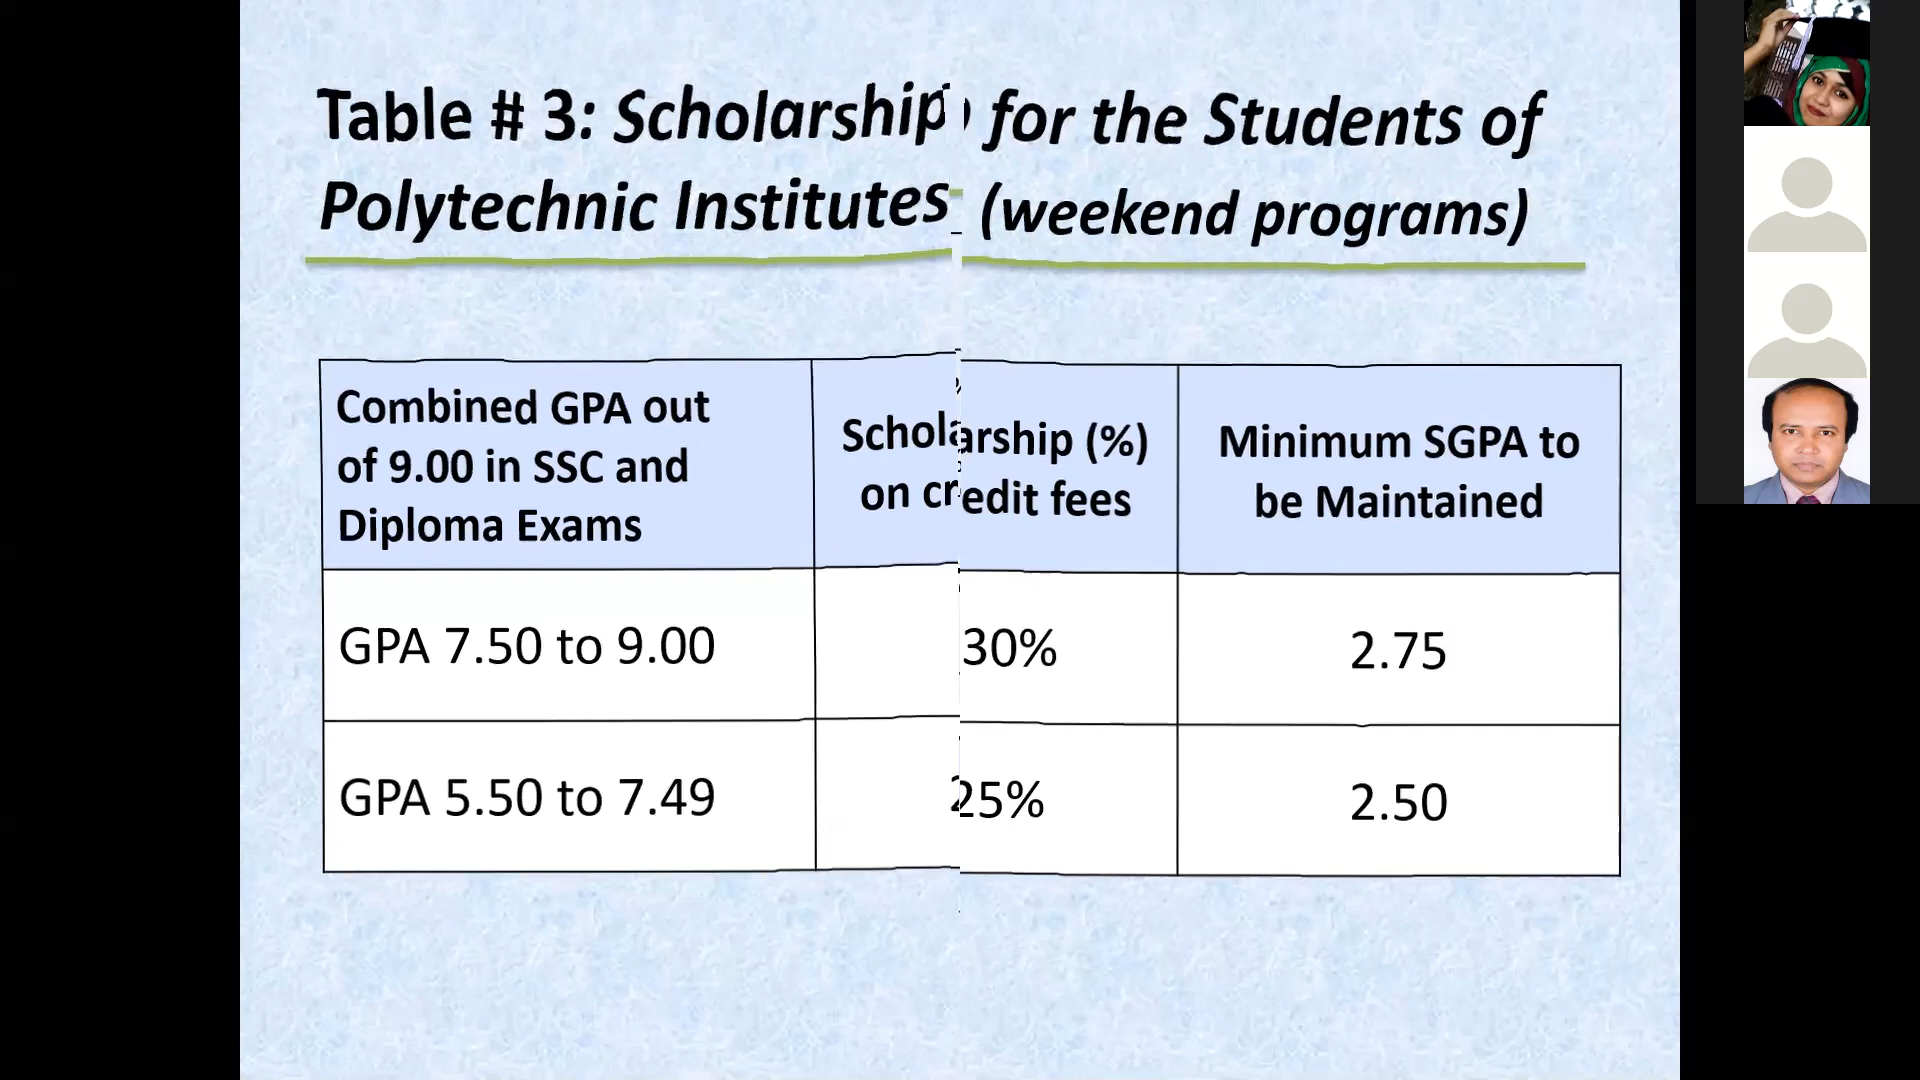 Table # 3: Scholarship for the Students of
Polytechnic Institutes (weekend programs)
Combined GPA out
of 9.00 in SSC and
Diploma Exams
Scholarship (%)
on credit fees
Minimum SGPA to
be Maintained
GPA 7.50 to 9.00
30%
2.75
GPA 5.50 to 7.49
25%
2.50